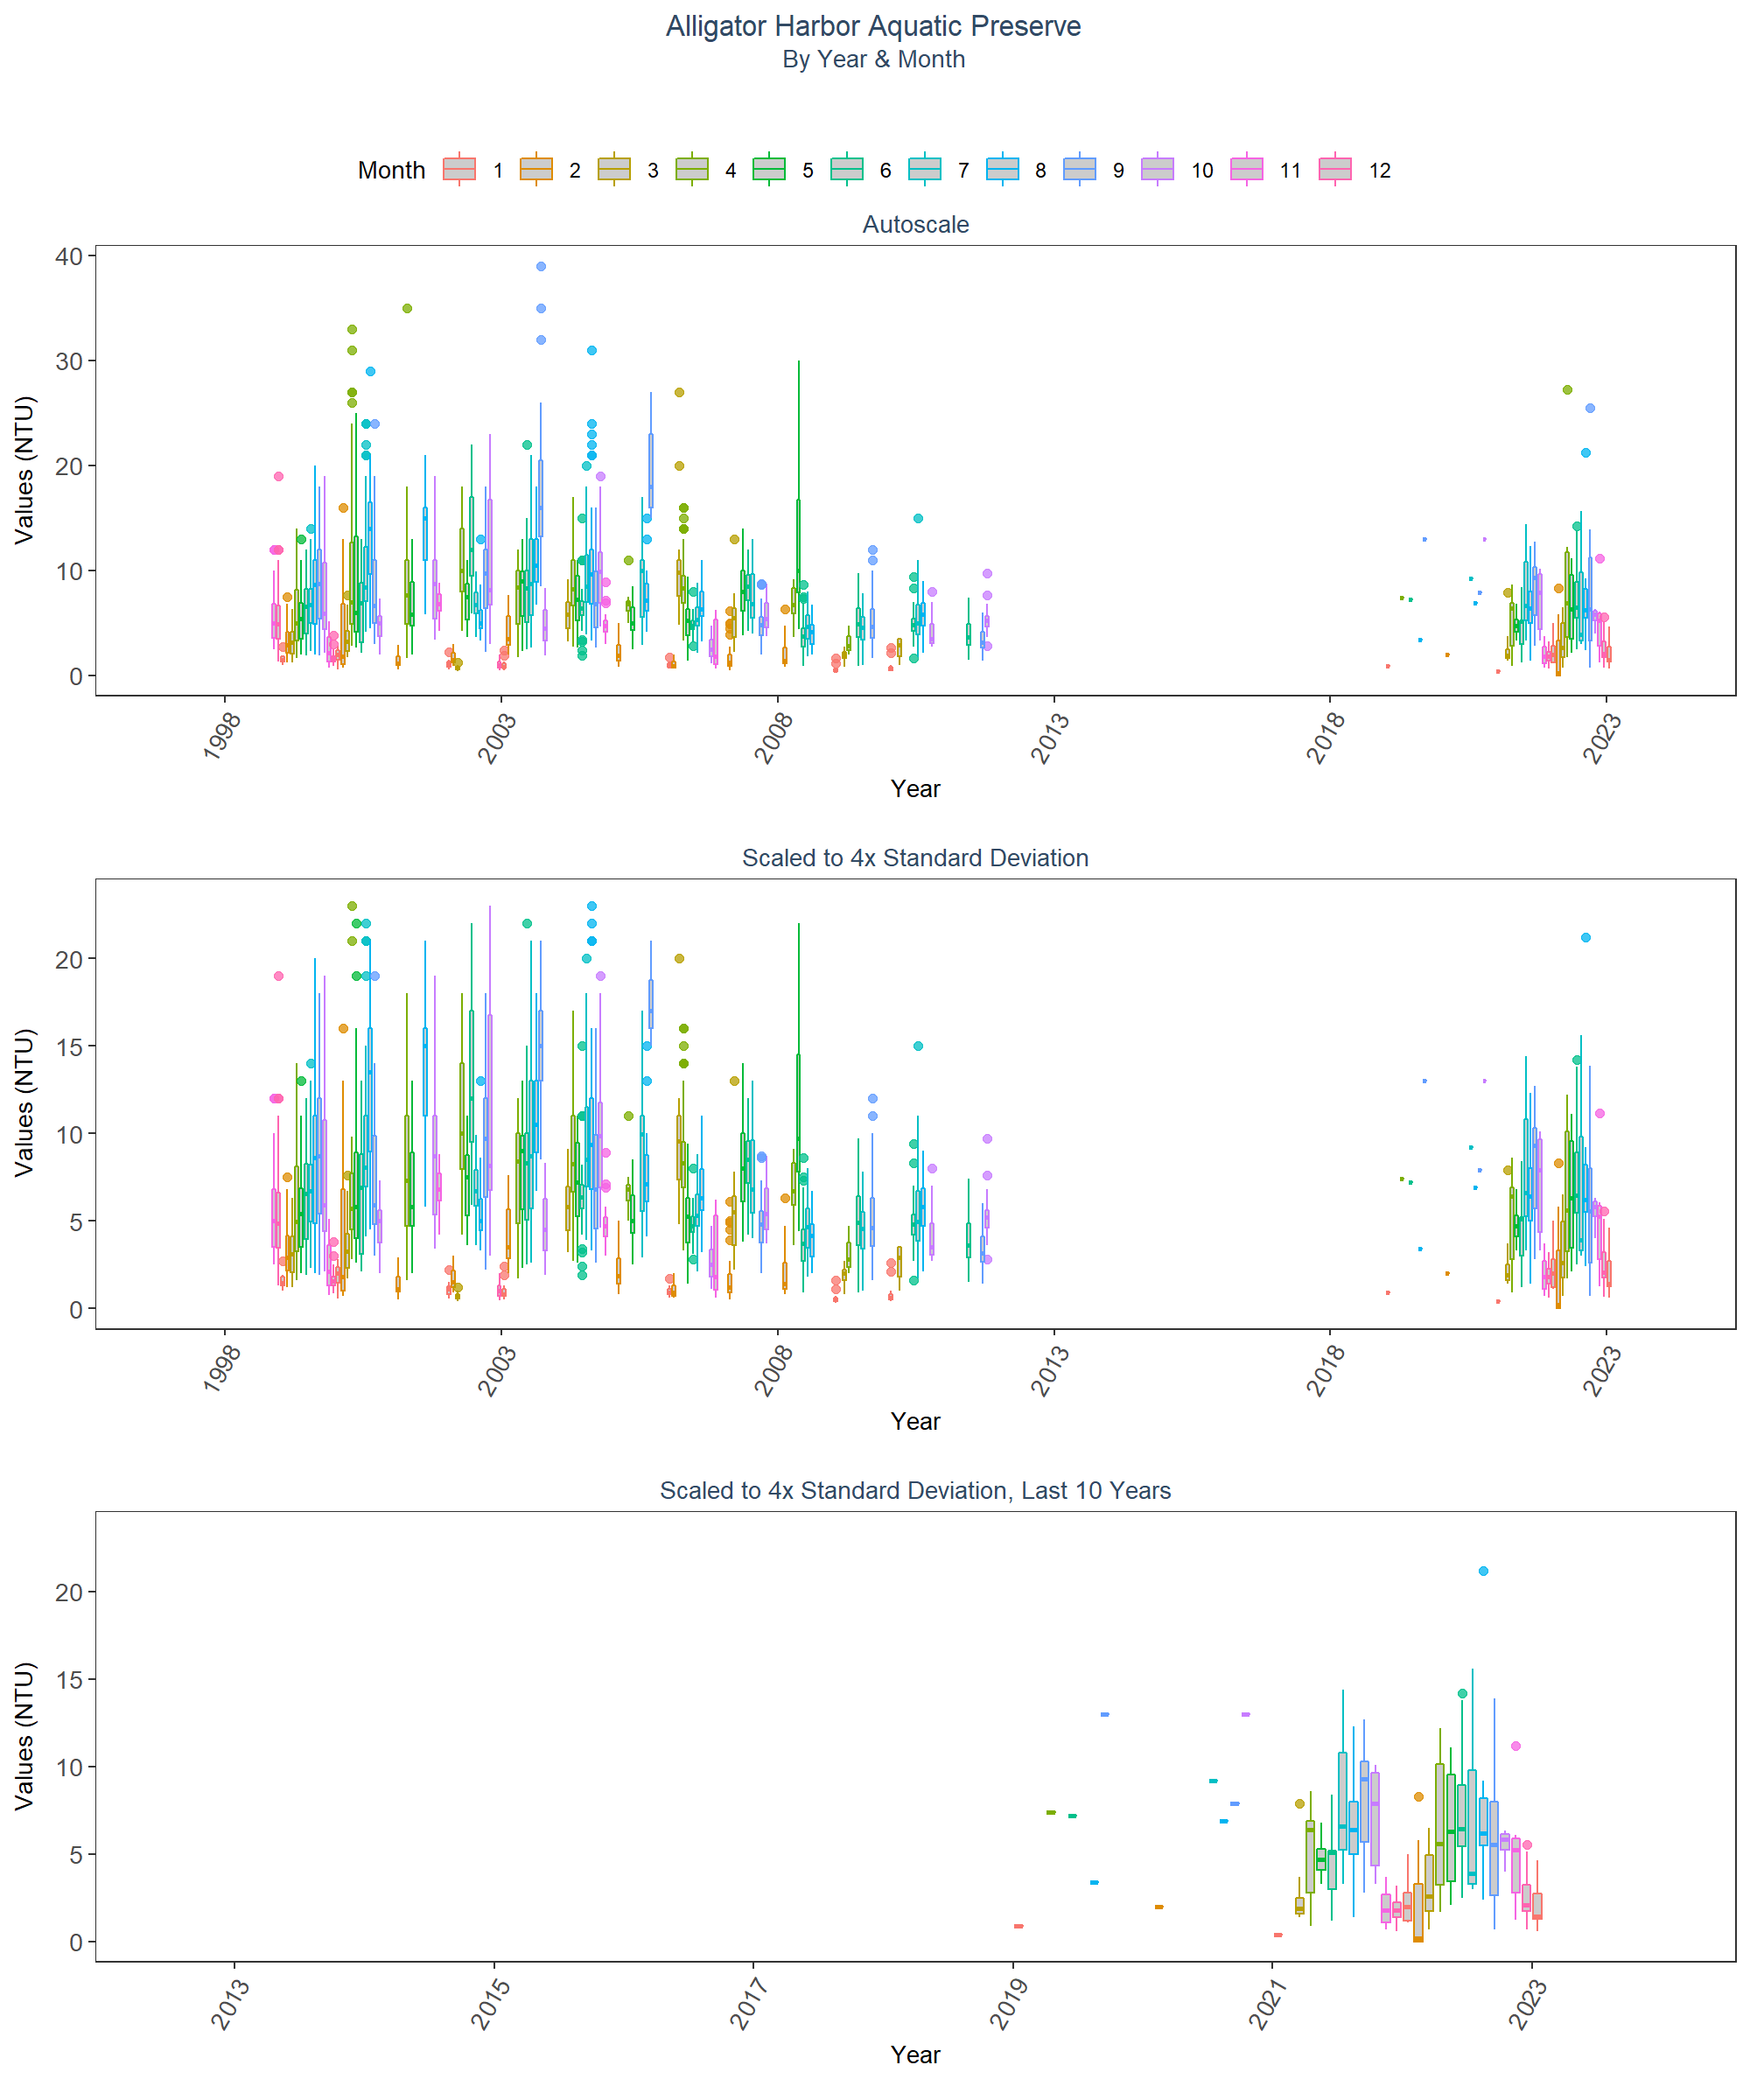 Alligator Harbor Aquatic Preserve
By Year & Month
Month 1 2 3 4 5 6 7 8 9 10 11 12
Autoscale
40
30
20
10
0
Values (NTU)
1998 2003 2008 2013 2018 2023
Year
Scaled to 4x Standard Deviation
20
15
10
5
0
Values (NTU)
1998 2003 2008 2013 2018 2023
Year
Scaled to 4x Standard Deviation, Last 10 Years
20
15
10
5
0
Values (NTU)
2013 2015 2017 2019 2021 2023
Year